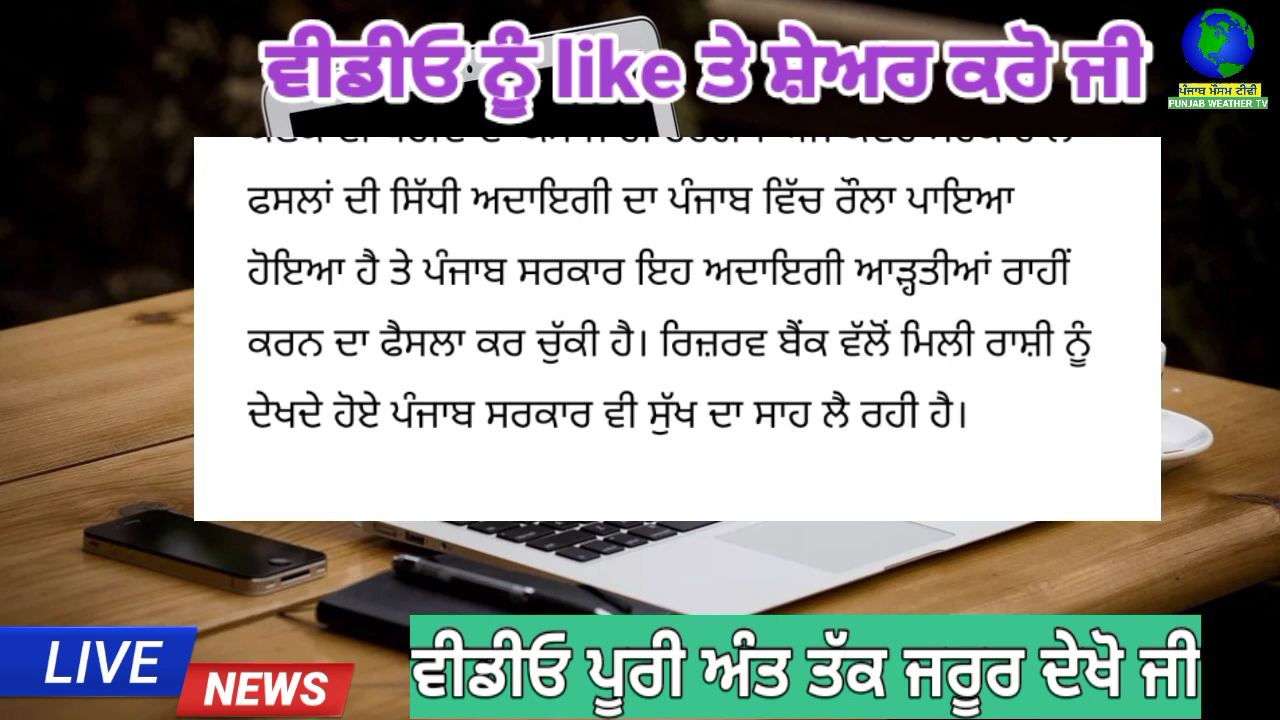 ਵੀਡੀਓ ਨੂੰ like ਤੇ ਸ਼ੇਅਰ ਕਰੋ ਜੀ
ਪੰਜਾਬ ਮੌਸਮ ਟੀਵੀ
PUNJAB WEATHER TV
ਫਸਲਾਂ ਦੀ ਸਿੱਧੀ ਅਦਾਇਗੀ ਦਾ ਪੰਜਾਬ ਵਿੱਚ ਰੌਲਾ ਪਾਇਆ
ਹੋਇਆ ਹੈ ਤੇ ਪੰਜਾਬ ਸਰਕਾਰ ਇਹ ਅਦਾਇਗੀ ਆੜ੍ਹਤੀਆਂ ਰਾਹੀਂ
ਕਰਨ ਦਾ ਫੈਸਲਾ ਕਰ ਚੁੱਕੀ ਹੈ। ਰਿਜ਼ਰਵ ਬੈਂਕ ਵੱਲੋਂ ਮਿਲੀ ਰਾਸ਼ੀ ਨੂੰ
ਦੇਖਦੇ ਹੋਏ ਪੰਜਾਬ ਸਰਕਾਰ ਵੀ ਸੁੱਖ ਦਾ ਸਾਹ ਲੈ ਰਹੀ ਹੈ।
LIVE
NEWS
ਵੀਡੀਓ ਪੂਰੀ ਅੰਤ ਤੱਕ ਜਰੂਰ ਦੇਖੋ ਜੀ